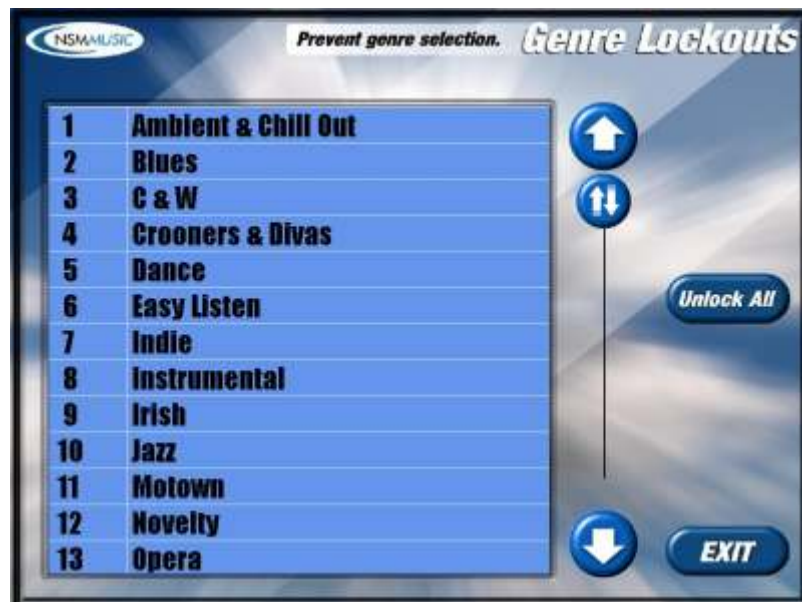 NSMMUSIC
Prevent genre selection.
Genre Lockouts
1 Ambient & Chill Out
2 Blues
3 C & W
4 Crooners & Divas
5 Dance
6 Easy Listen
7 Indie
8 Instrumental
9 Irish
10 Jazz
11 Motown
12 Novelty
13 Opera
Unlock All
EXIT